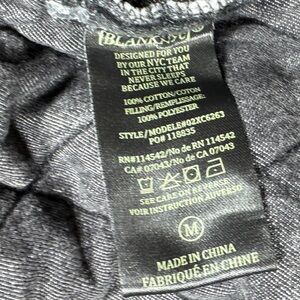 [BLANKNYC]
DESIGNED FOR YOU
BY OUR NYC TEAM
IN THE CITY THAT
NEVER SLEEPS
BECAUSE WE CARE
100% COTTON/COTON
FILLING/REMPLISSAGE:
100% POLYESTER
STYLE/MODELE#02XC6263
PO# 118835
RN#114542/No de RN 114542
CA# 07043/No de CA 07043
SEE CARE ON REVERSE
VOIR INSTRUCTION AU VERSO
M
MADE IN CHINA
FABRIQUÉ EN CHINE